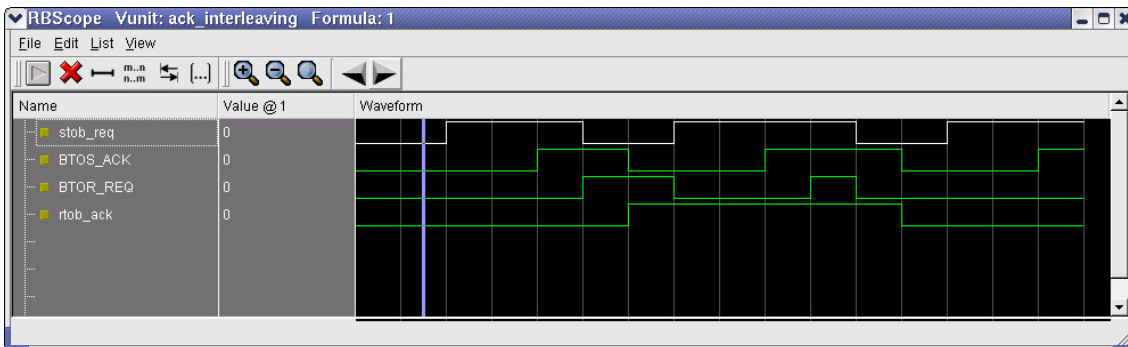 RBScope Vunit: ack_interleaving Formula: 1
File Edit List View
m..n
n..m
{...}
Name Value @ 1 Waveform
stob_req 0
BTOS_ACK 0
BTOR_REQ 0
rtob_ack 0